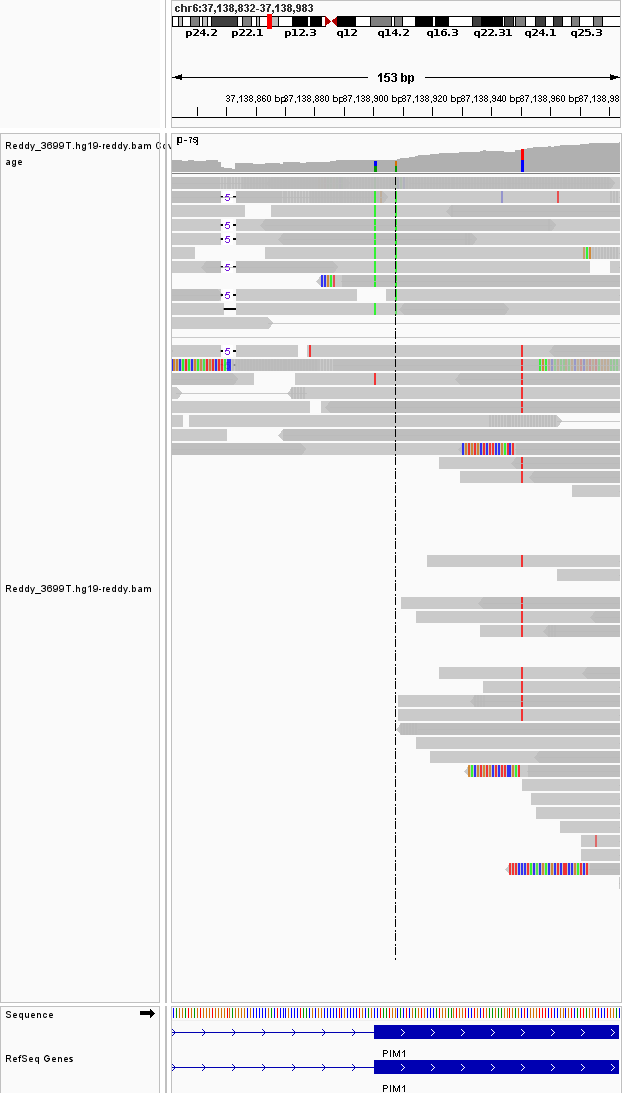 chr6:37,138,832-37,138,983
p24.2 p22.1 p12.3 q12 q14.2 q16.3 q22.31 q24.1 q25.3
153 bp
37,138,860 bp 37,138,880 bp 37,138,900 bp 37,138,920 bp 37,138,940 bp 37,138,960 bp 37,138,98
Reddy_3699T.hg19-reddy.bam Cov
age
5
5
5
5
5
5
Reddy_3699T.hg19-reddy.bam
Sequence
PIM1
RefSeq Genes
PIM1